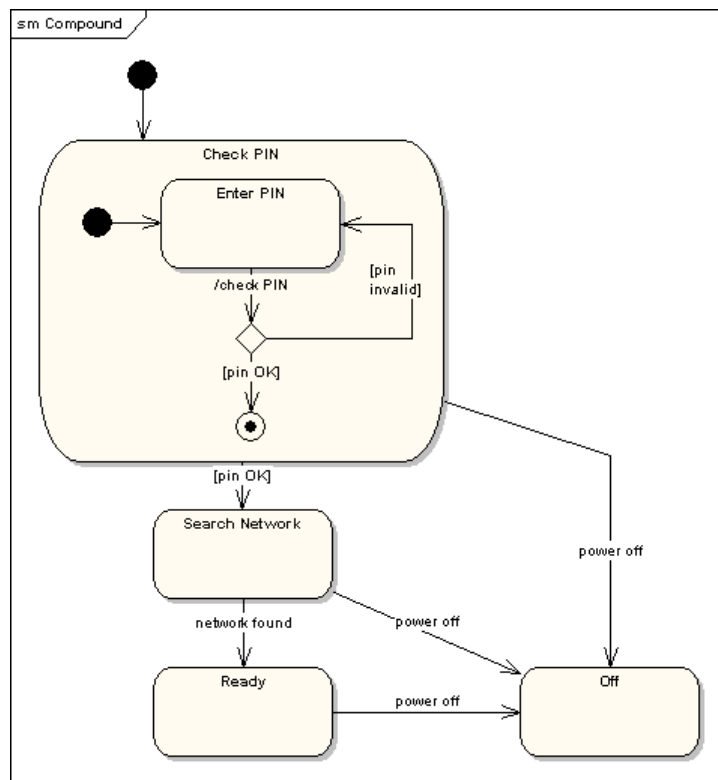 sm Compound
Check PIN
Enter PIN
/check PIN
[pin
invalid]
[pin OK]
[pin OK]
Search Network
power off
network found
power off
Ready
power off
Off